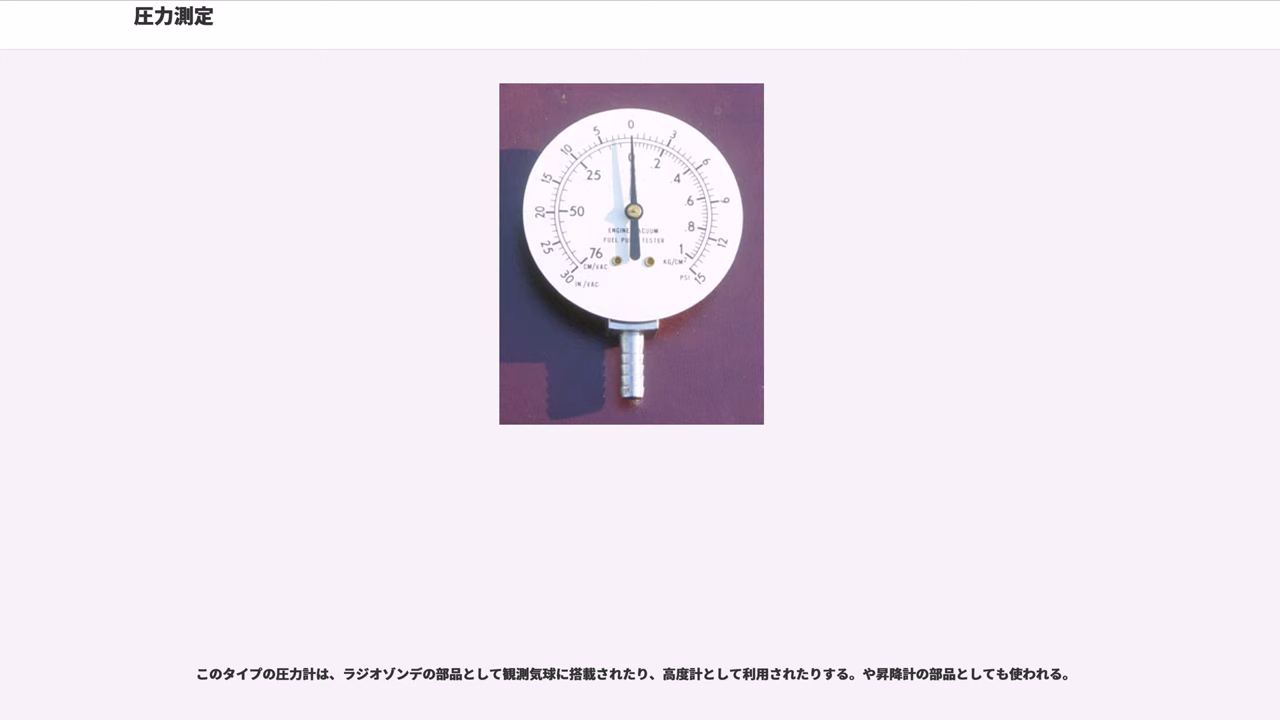 圧力測定
0
5
3
10
6
0
.2
15
25
.4
20
50
.6
9
ENGINE VACUUM
.8
FUEL PUMP TESTER
12
25
76
1
CM/VAC
KG/CM²
30
IN/VAC
PSI
15
このタイプの圧力計は、ラジオゾンデの部品として観測気球に搭載されたり、高度計として利用されたりする。や昇降計の部品としても使われる。